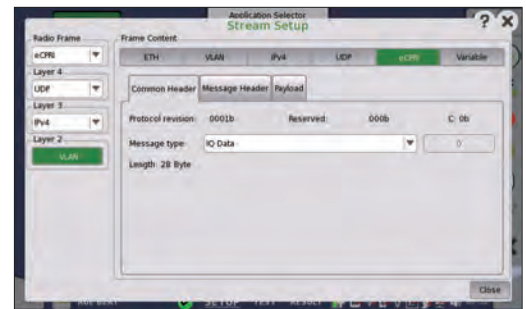 Application Selector
Stream Setup
? X
Radio Frame
eCPRI
Layer 4
UDP
Layer 3
IPv4
Layer 2
VLAN
Frame Content
ETH VLAN IPv4 UDP eCPRI Variable
Common Header Message Header Payload
Protocol revision: 0001b Reserved: 000b C: 0b
Message type: IQ Data 0
Length: 28 Byte
Close
SETUP TEST RESULT